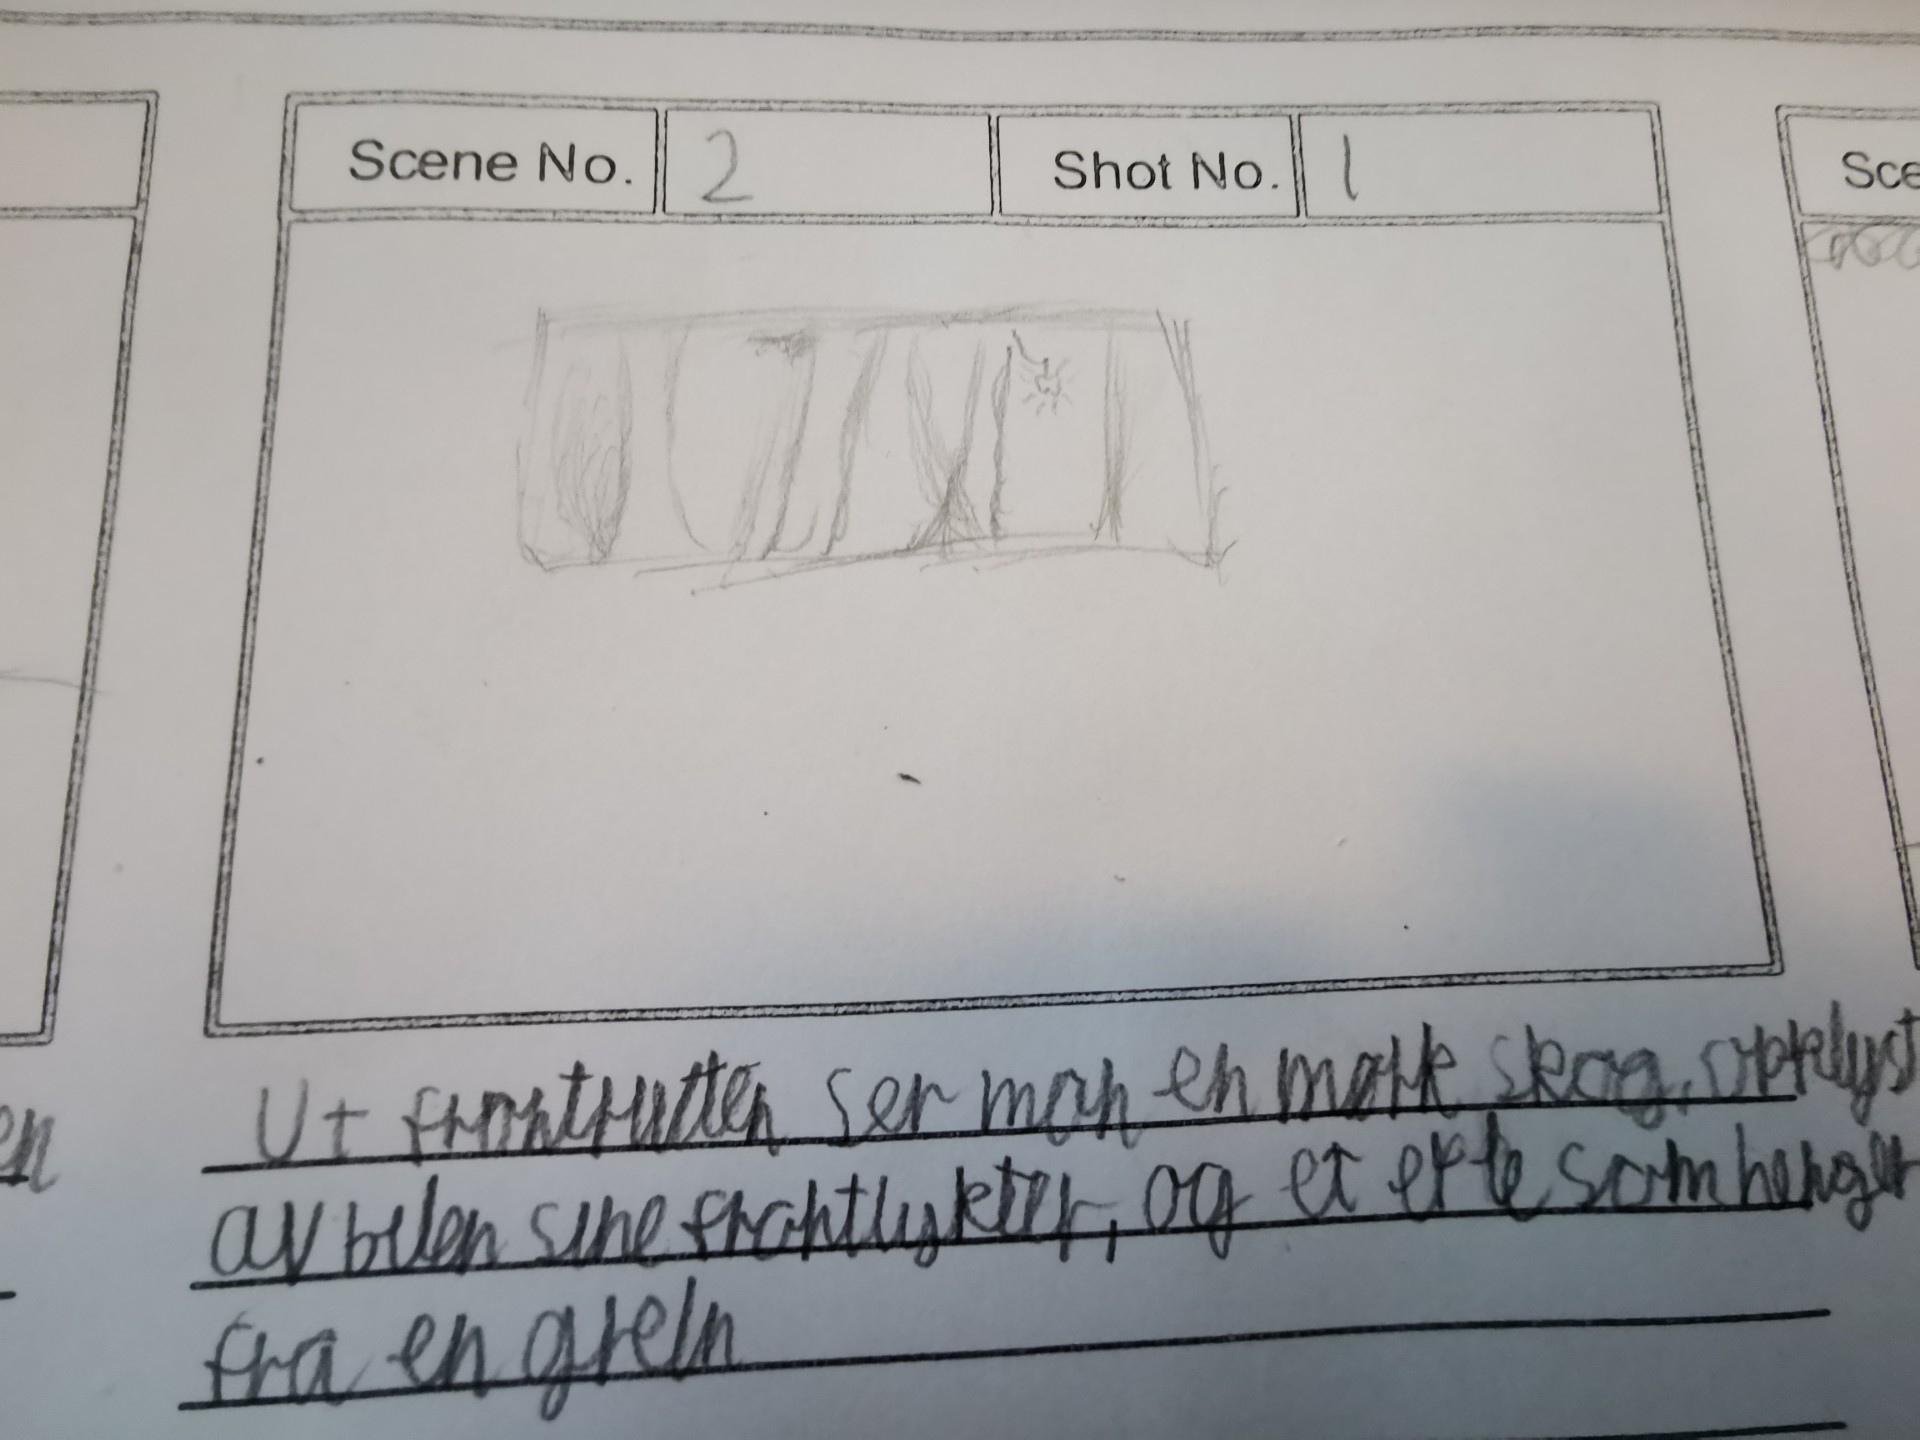 Scene No. 2 Shot No. 1 Sce
Ut frontrutten ser man en mørk skog, opplyst
en
av bilen sine frontlykter, og et eple som henger
fra en grein